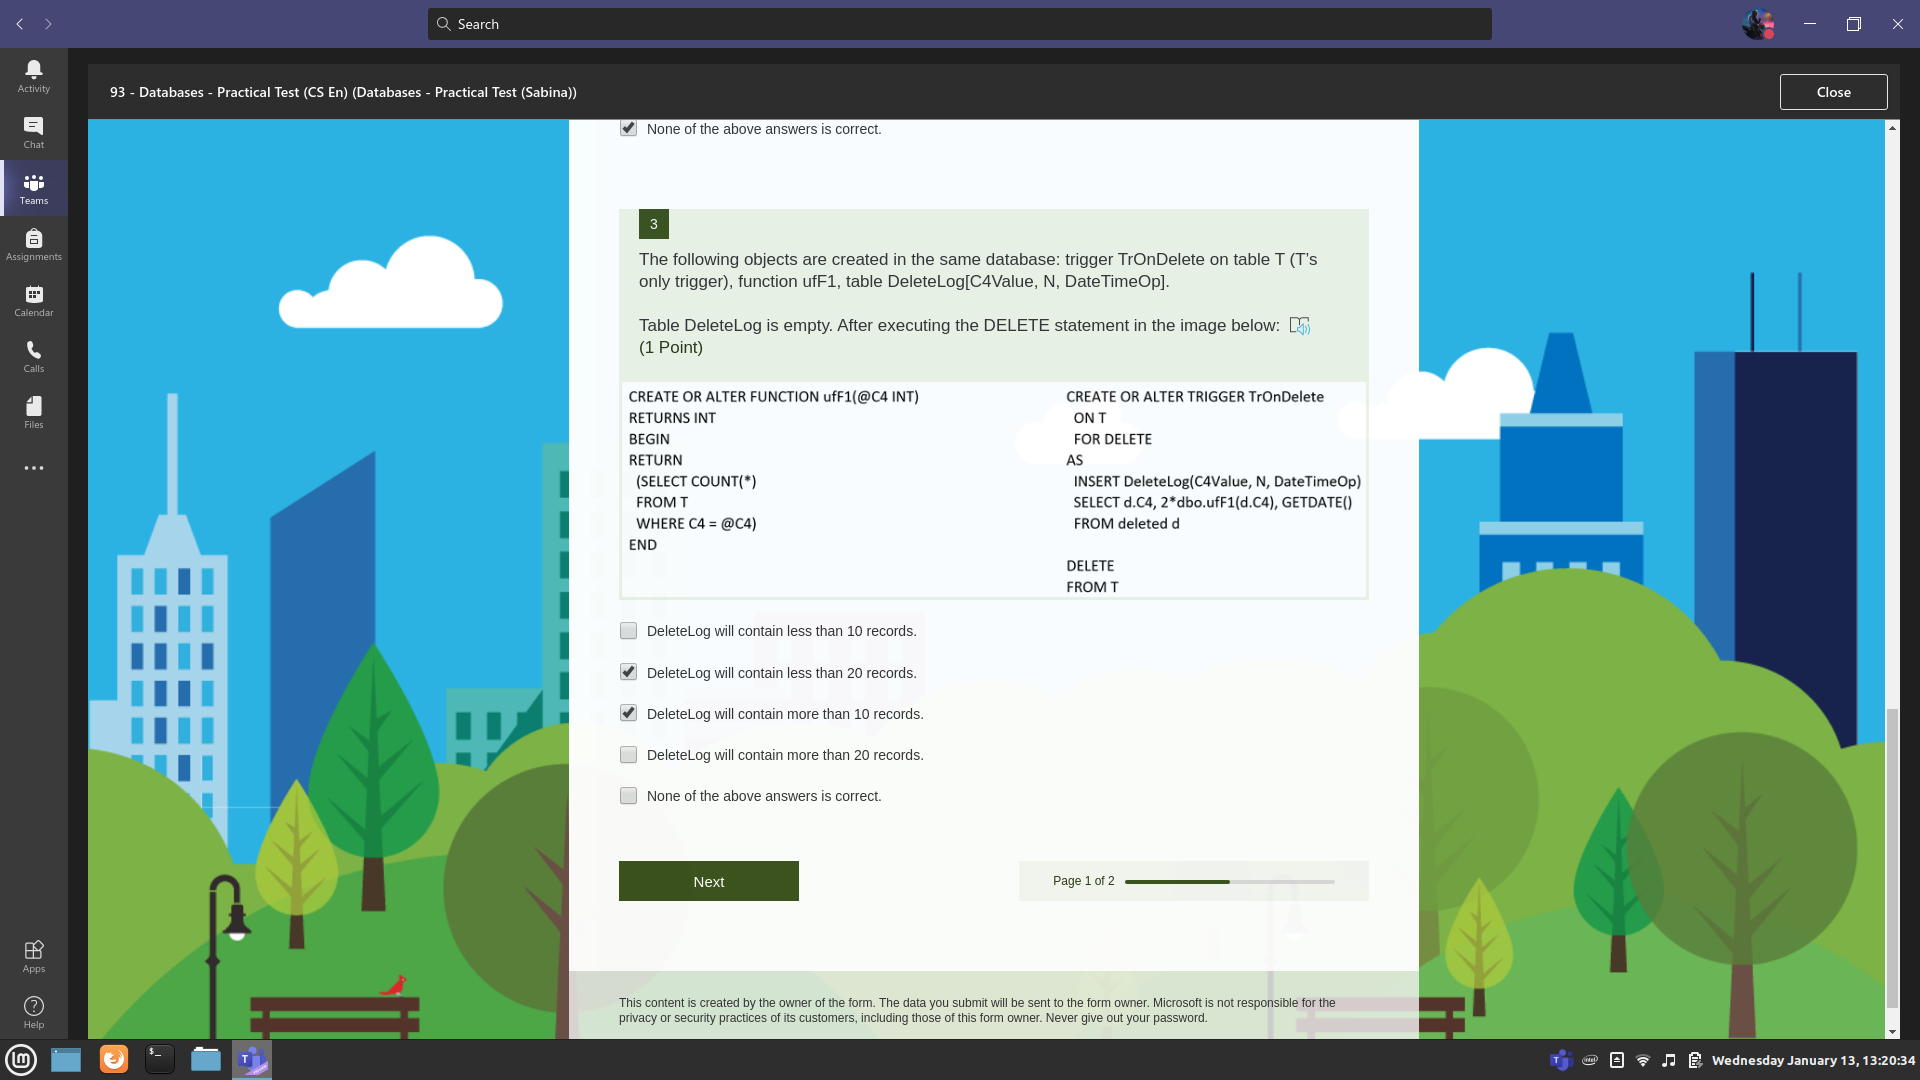 Search
Activity
Chat
Teams
Assignments
Calendar
Calls
Files
Apps
Help
93 - Databases - Practical Test (CS En) (Databases - Practical Test (Sabina))
Close
None of the above answers is correct.
3
The following objects are created in the same database: trigger TrOnDelete on table T (T's
only trigger), function ufF1, table DeleteLog[C4Value, N, DateTimeOp].
Table DeleteLog is empty. After executing the DELETE statement in the image below:
(1 Point)
CREATE OR ALTER FUNCTION ufF1(@C4 INT)
RETURNS INT
BEGIN
RETURN
(SELECT COUNT(*)
FROM T
WHERE C4 = @C4)
END
CREATE OR ALTER TRIGGER TrOnDelete
ON T
FOR DELETE
AS
INSERT DeleteLog(C4Value, N, DateTimeOp)
SELECT d.C4, 2*dbo.ufF1(d.C4), GETDATE()
FROM deleted d
DELETE
FROM T
DeleteLog will contain less than 10 records.
DeleteLog will contain less than 20 records.
DeleteLog will contain more than 10 records.
DeleteLog will contain more than 20 records.
None of the above answers is correct.
Next
Page 1 of 2
This content is created by the owner of the form. The data you submit will be sent to the form owner. Microsoft is not responsible for the
privacy or security practices of its customers, including those of this form owner. Never give out your password.
Wednesday January 13, 13:20:34